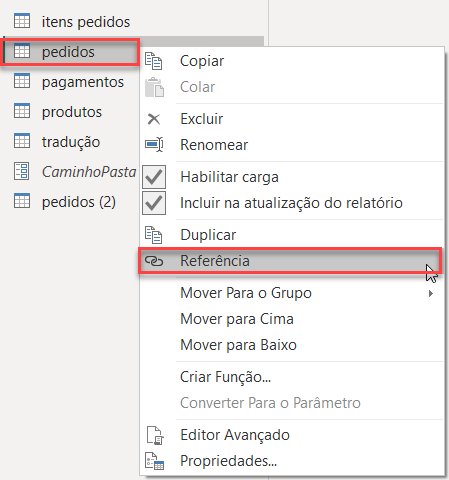 itens pedidos
pedidos
pagamentos
produtos
tradução
CaminhoPasta
pedidos (2)
Copiar
Colar
Excluir
Renomear
Habilitar carga
Incluir na atualização do relatório
Duplicar
Referência
Mover Para o Grupo
Mover para Cima
Mover para Baixo
Criar Função...
Converter Para o Parâmetro
Editor Avançado
Propriedades...